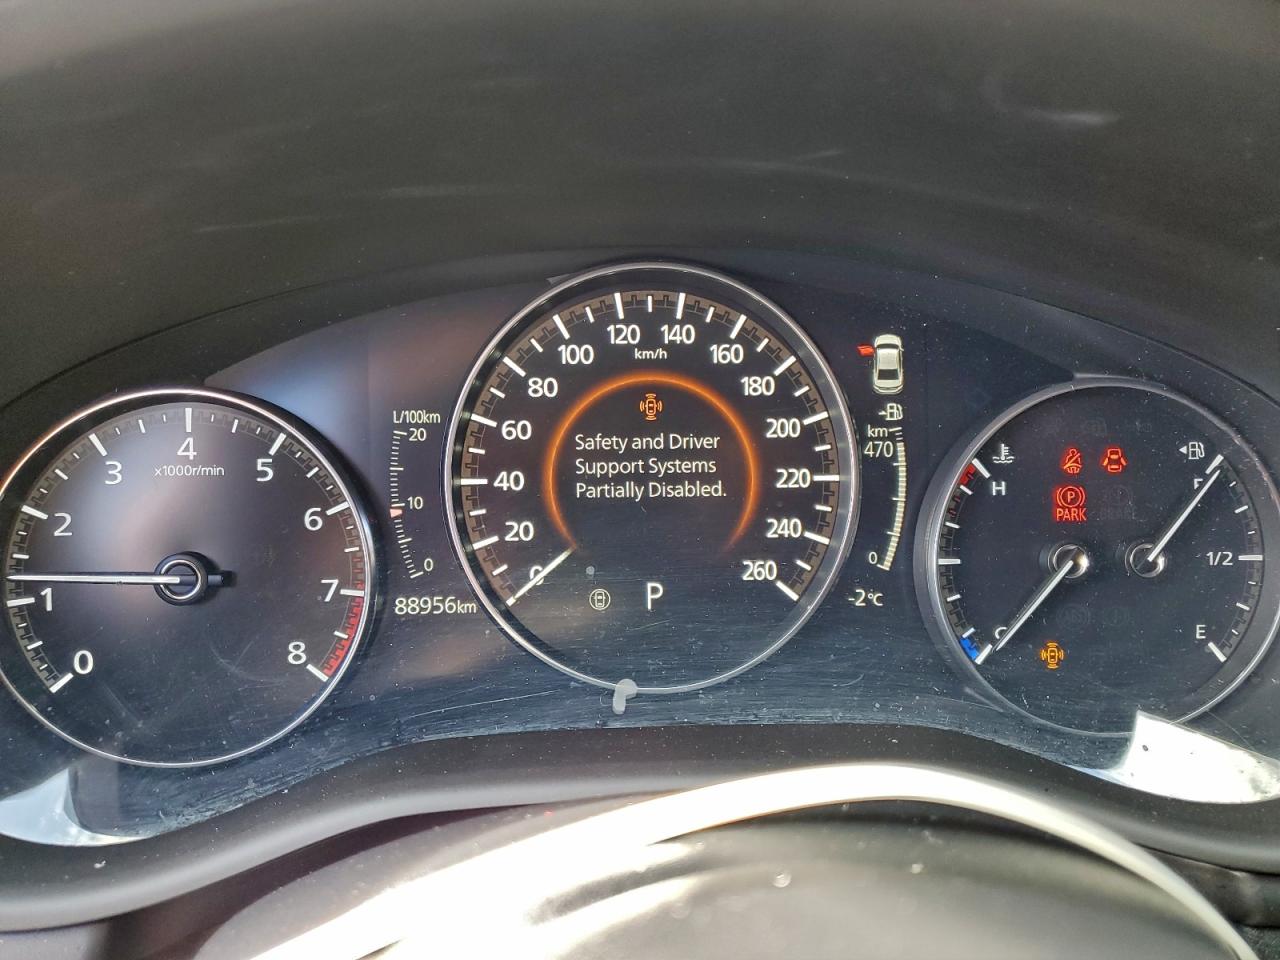 120 140
100 km/h 160
80 180
60 200
40 220
20 240
0 260
Safety and Driver
Support Systems
Partially Disabled.
P
4
3 x1000r/min 5
2 6
1 7
0 8
L/100km
20
10
0
88956km
km
470
0
-2°C
H
P
PARK
BRAKE
F
1/2
C
E